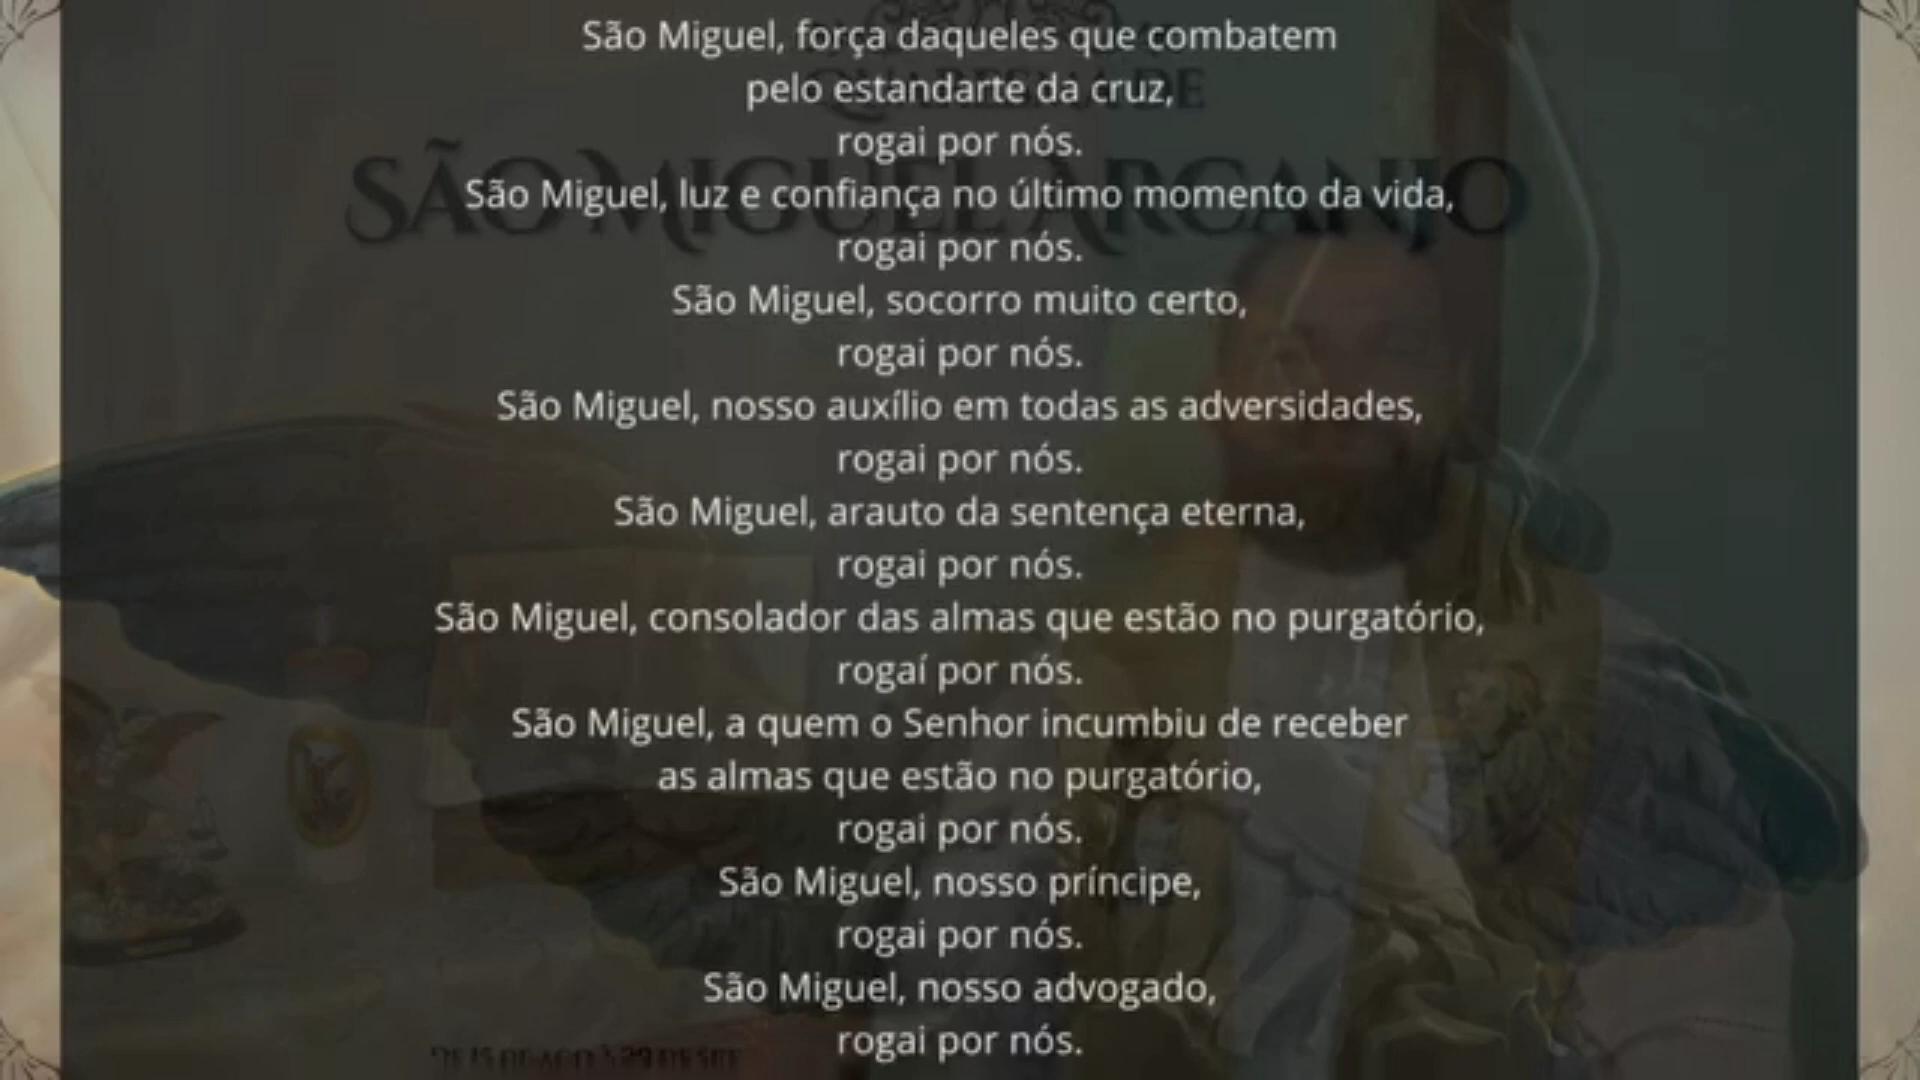 QUARESMA DE
SÃO MIGUEL ARCANJO
São Miguel, força daqueles que combatem
pelo estandarte da cruz,
rogai por nós.
São Miguel, luz e confiança no último momento da vida,
rogai por nós.
São Miguel, socorro muito certo,
rogai por nós.
São Miguel, nosso auxílio em todas as adversidades,
rogai por nós.
São Miguel, arauto da sentença eterna,
rogai por nós.
São Miguel, consolador das almas que estão no purgatório,
rogaí por nós.
São Miguel, a quem o Senhor incumbiu de receber
as almas que estão no purgatório,
rogai por nós.
São Miguel, nosso príncipe,
rogai por nós.
São Miguel, nosso advogado,
rogai por nós.